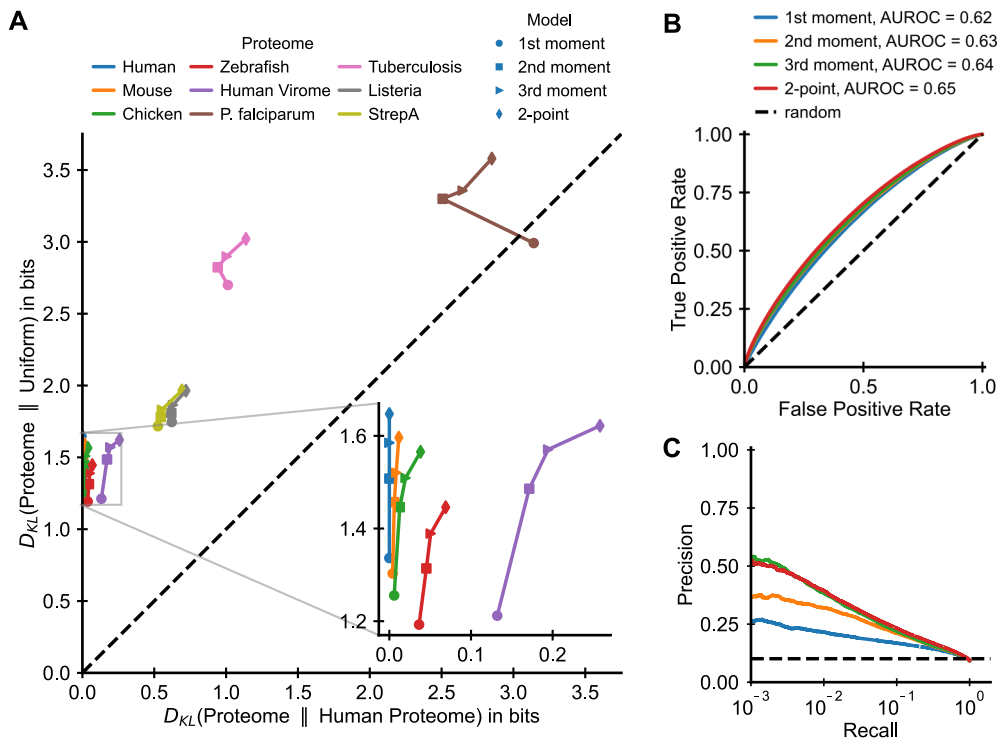 A
Proteome
Human
Mouse
Chicken
Zebrafish
Human Virome
P. falciparum
Tuberculosis
Listeria
StrepA
Model
1st moment
2nd moment
3rd moment
2-point
D_KL(Proteome ∥ Uniform) in bits
3.5
3.0
2.5
2.0
1.5
1.0
0.5
0.0
0.0 0.5 1.0 1.5 2.0 2.5 3.0 3.5
D_KL(Proteome ∥ Human Proteome) in bits
1.6
1.4
1.2
0.0 0.1 0.2
B
1st moment, AUROC = 0.62
2nd moment, AUROC = 0.63
3rd moment, AUROC = 0.64
2-point, AUROC = 0.65
random
True Positive Rate
1.00
0.75
0.50
0.25
0.00
0.0 0.5 1.0
False Positive Rate
C
Precision
1.00
0.75
0.50
0.25
0.00
10⁻³ 10⁻² 10⁻¹ 10⁰
Recall